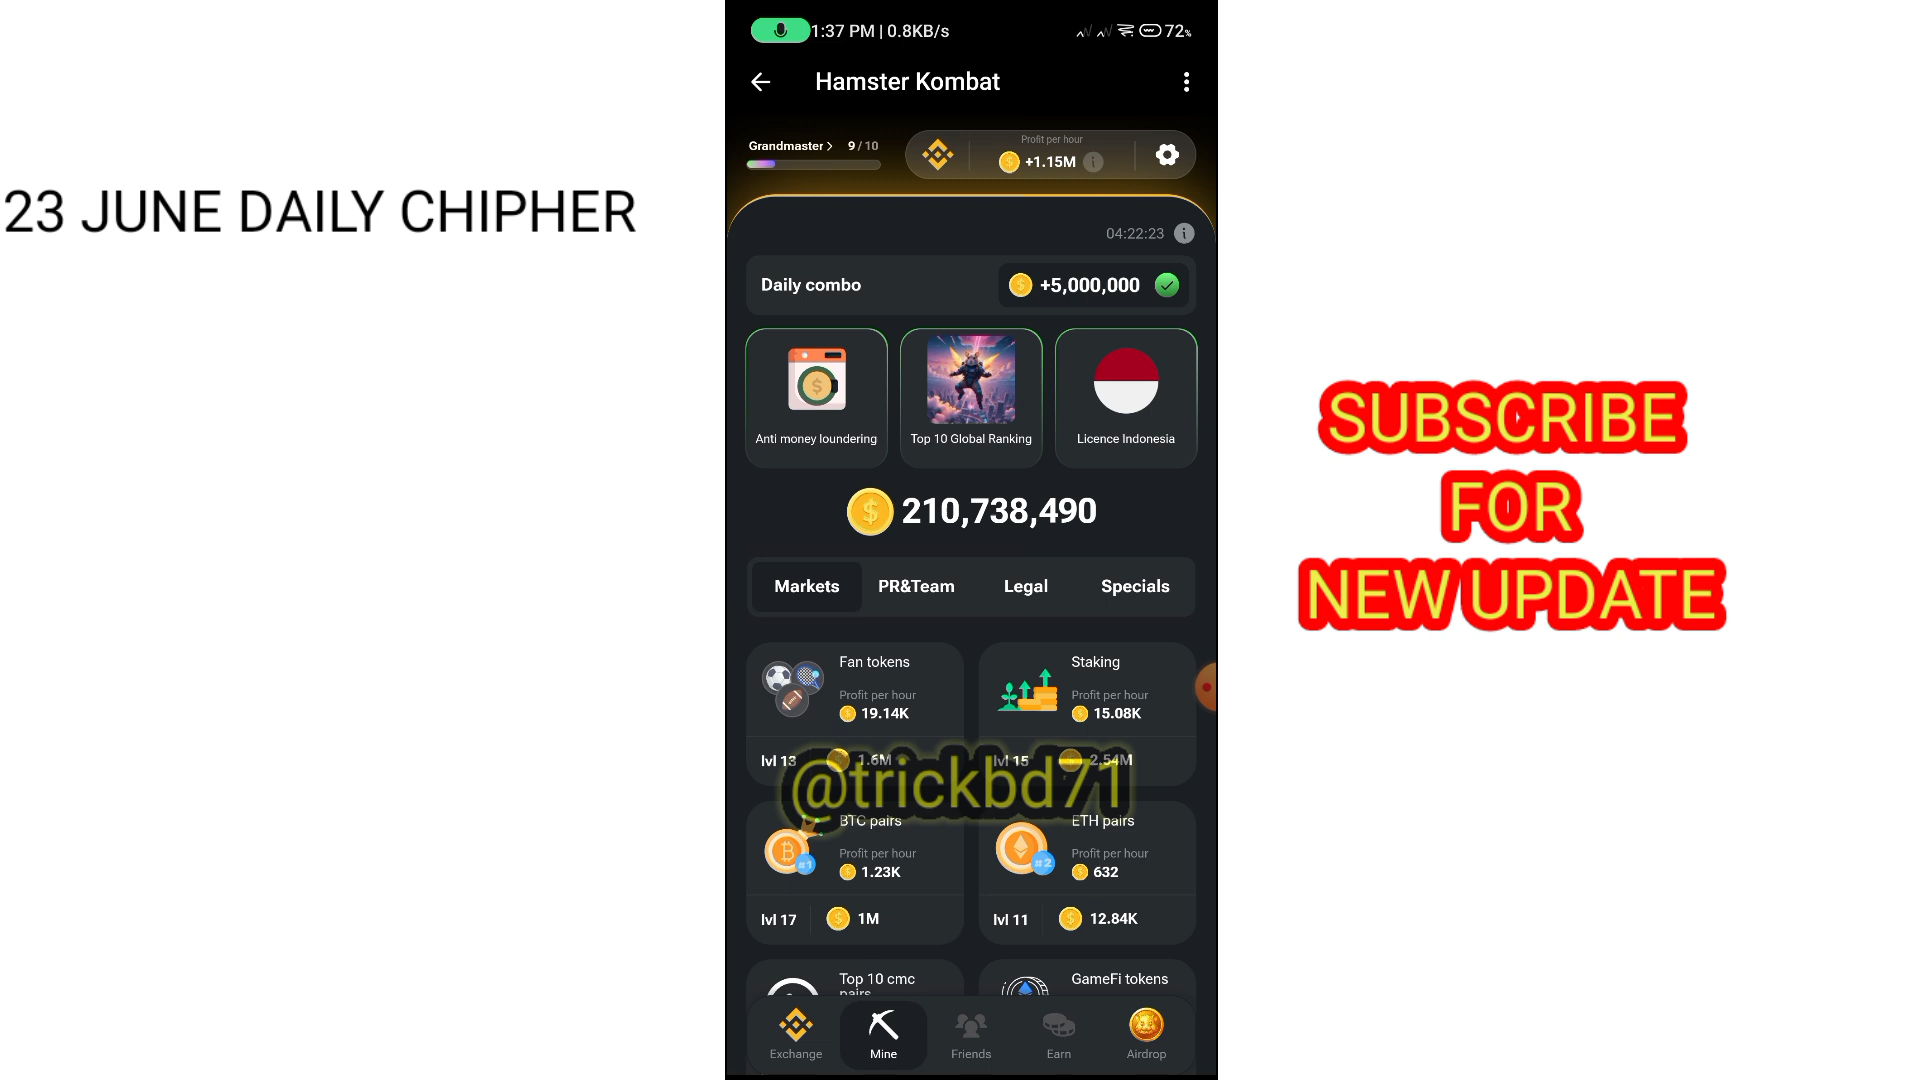 1:37 PM | 0.8KB/s
72%
Hamster Kombat
Grandmaster > 9 / 10
Profit per hour
+1.15M
23 JUNE DAILY CHIPHER
04:22:23
Daily combo
+5,000,000
Anti money loundering
Top 10 Global Ranking
Licence Indonesia
SUBSCRIBE
FOR
NEW UPDATE
210,738,490
Markets
PR&Team
Legal
Specials
Fan tokens
Profit per hour
19.14K
lvl 13
1.6M
Staking
Profit per hour
15.08K
lvl 15
2.54M
@trickbd71
BTC pairs
#1
Profit per hour
1.23K
lvl 17
1M
ETH pairs
#2
Profit per hour
632
lvl 11
12.84K
Top 10 cmc
pairs
GameFi tokens
Exchange
Mine
Friends
Earn
Airdrop